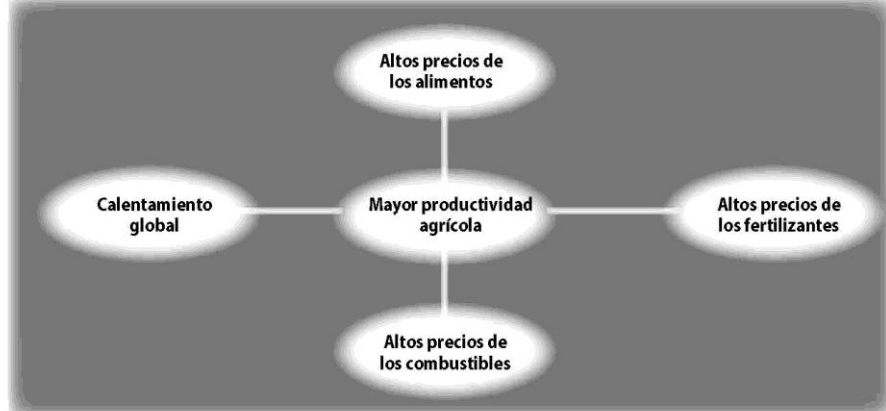 Altos precios de
los alimentos
Calentamiento
global
Mayor productividad
agrícola
Altos precios de
los fertilizantes
Altos precios de
los combustibles